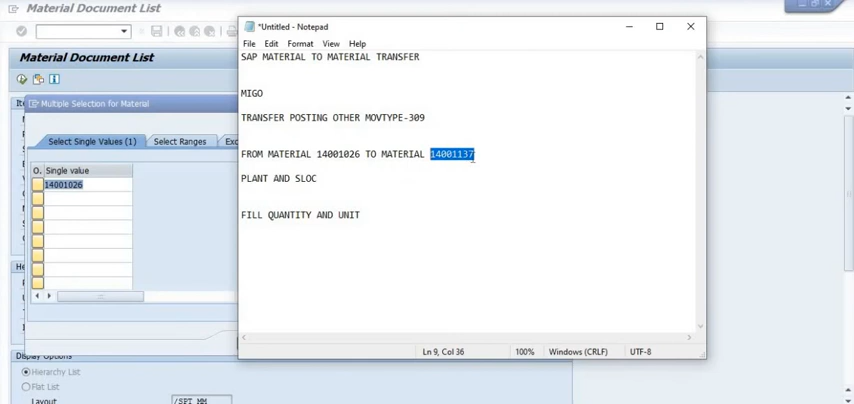 Material Document List
Material Document List
Multiple Selection for Material
Select Single Values (1)
Select Ranges
Exc
O.
Single value
14001026
Display Options
Hierarchy List
Flat List
Layout
/SPT_MM
*Untitled - Notepad
File Edit Format View Help
SAP MATERIAL TO MATERIAL TRANSFER
MIGO
TRANSFER POSTING OTHER MOVTYPE-309
FROM MATERIAL 14001026 TO MATERIAL 14001137
PLANT AND SLOC
FILL QUANTITY AND UNIT
Ln 9, Col 36
100%
Windows (CRLF)
UTF-8